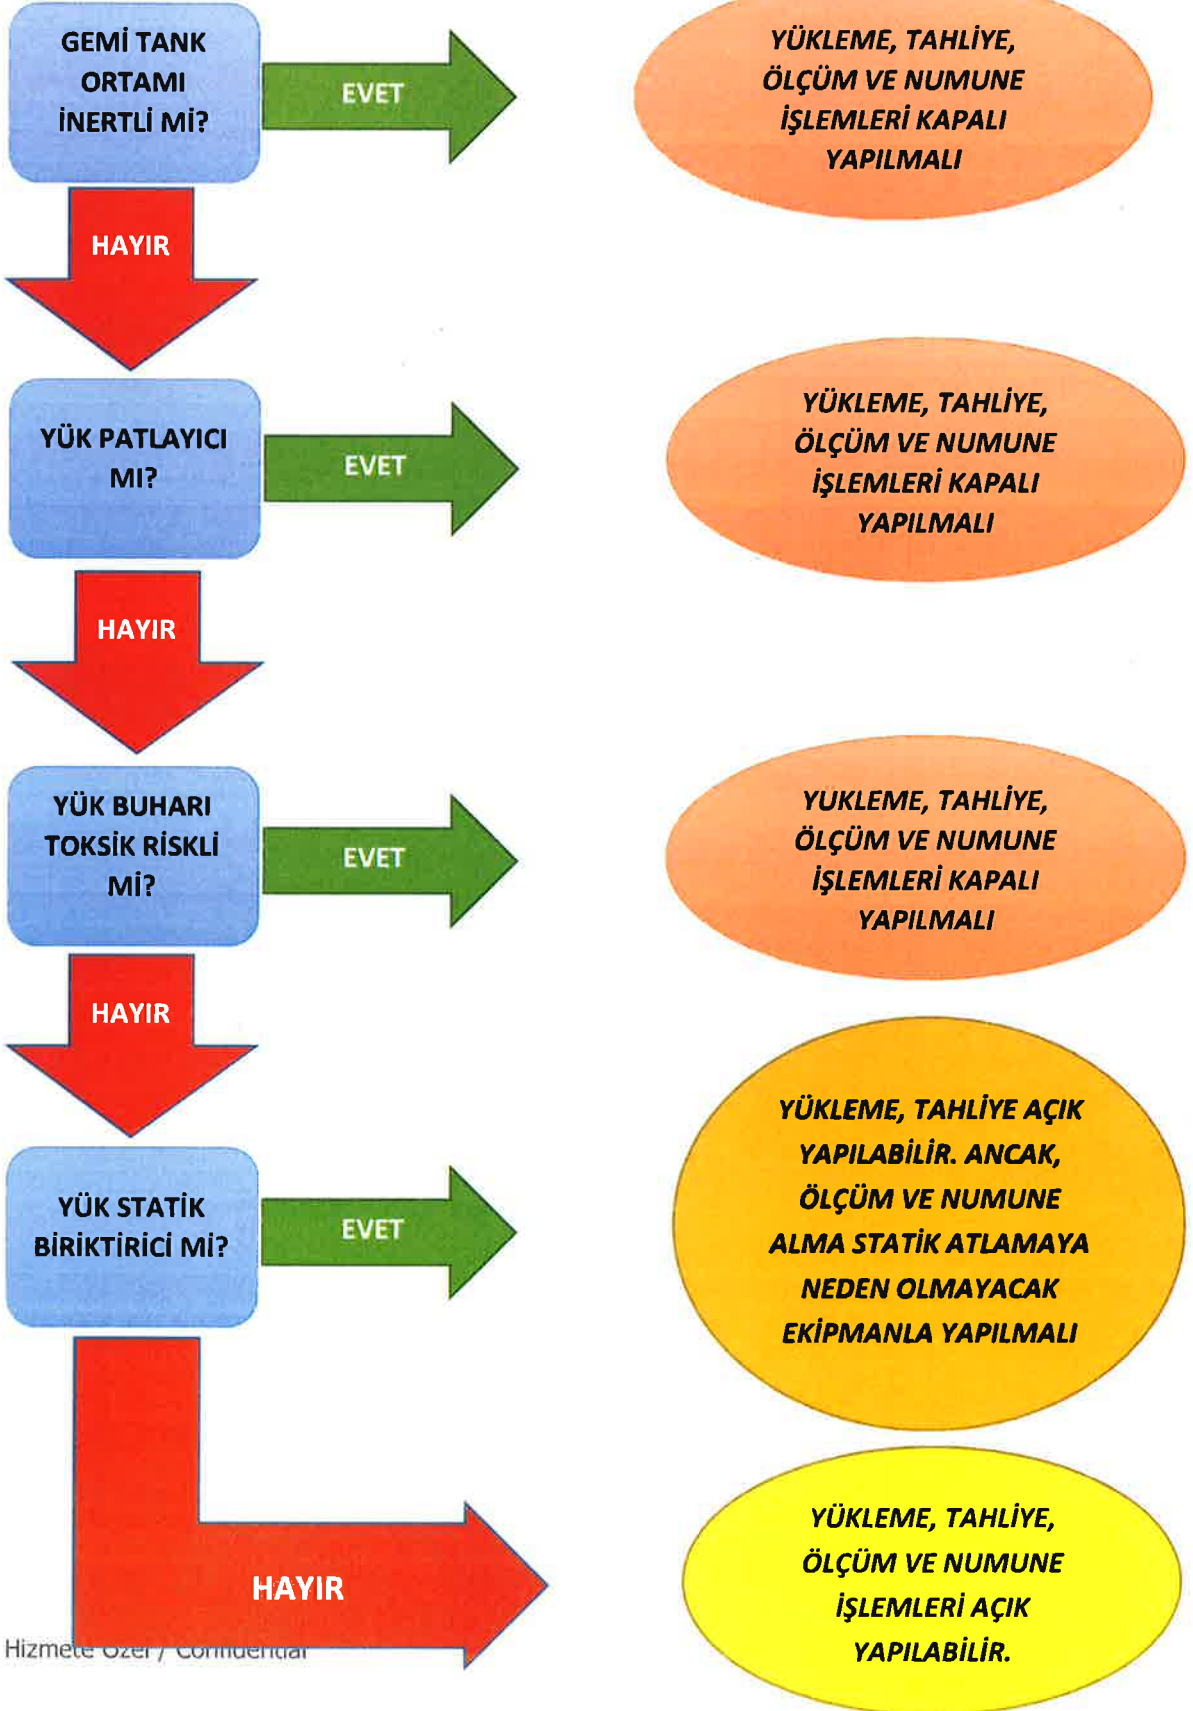 GEMİ TANK
ORTAMI
İNERTLİ Mİ?
EVET
YÜKLEME, TAHLİYE,
ÖLÇÜM VE NUMUNE
İŞLEMLERİ KAPALI
YAPILMALI
HAYIR
YÜK PATLAYICI
MI?
EVET
YÜKLEME, TAHLİYE,
ÖLÇÜM VE NUMUNE
İŞLEMLERİ KAPALI
YAPILMALI
HAYIR
YÜK BUHARI
TOKSİK RİSKLİ
Mİ?
EVET
YUKLEME, TAHLİYE,
ÖLÇÜM VE NUMUNE
İŞLEMLERİ KAPALI
YAPILMALI
HAYIR
YÜK STATİK
BİRİKTİRİCİ Mİ?
EVET
YÜKLEME, TAHLİYE AÇIK
YAPILABİLİR. ANCAK,
ÖLÇÜM VE NUMUNE
ALMA STATİK ATLAMAYA
NEDEN OLMAYACAK
EKİPMANLA YAPILMALI
HAYIR
YÜKLEME, TAHLİYE,
ÖLÇÜM VE NUMUNE
İŞLEMLERİ AÇIK
YAPILABİLİR.
Hizmete Özel / Confidential